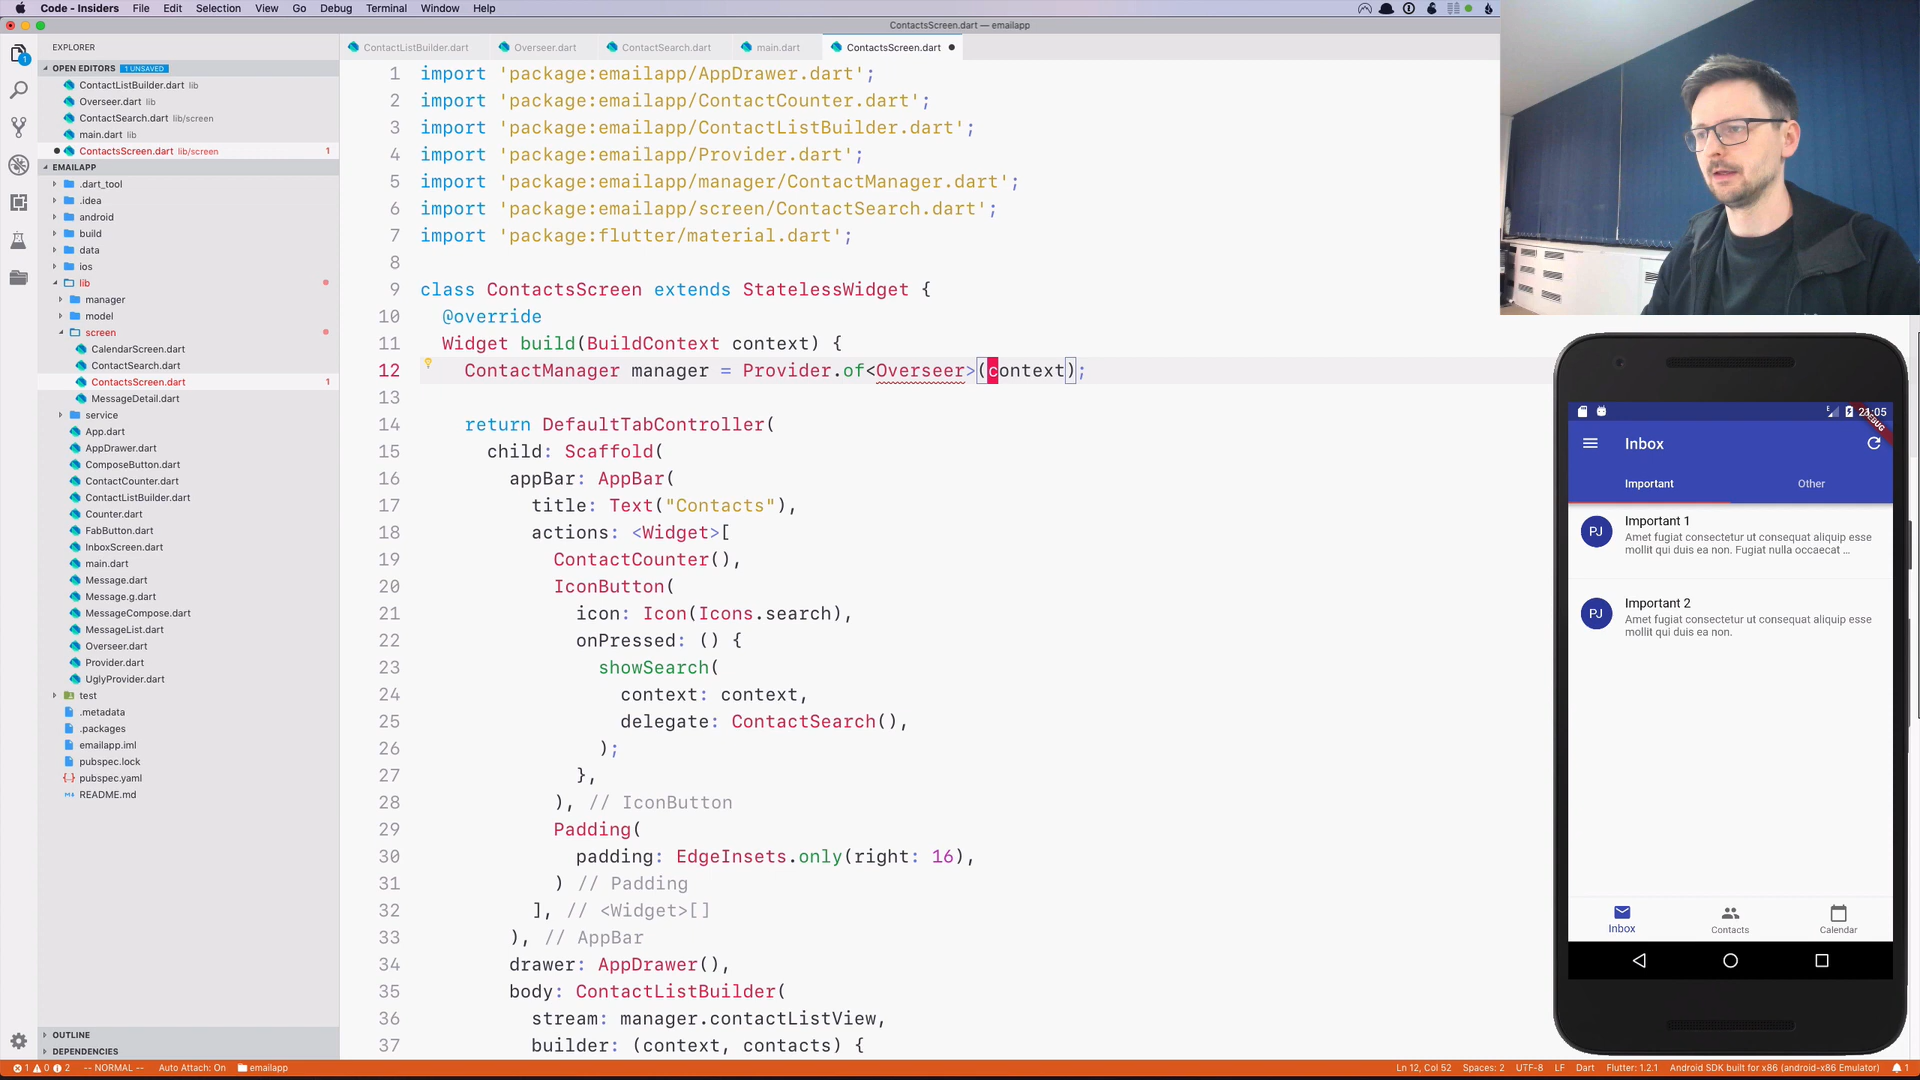 Code - Insiders File Edit Selection View Go Debug Terminal Window Help
ContactsScreen.dart — emailapp
EXPLORER
OPEN EDITORS 1 UNSAVED
ContactListBuilder.dart lib
Overseer.dart lib
ContactSearch.dart lib/screen
main.dart lib
ContactsScreen.dart lib/screen 1
EMAILAPP
.dart_tool
.idea
android
build
data
ios
lib
manager
model
screen
CalendarScreen.dart
ContactSearch.dart
ContactsScreen.dart 1
MessageDetail.dart
service
App.dart
AppDrawer.dart
ComposeButton.dart
ContactCounter.dart
ContactListBuilder.dart
Counter.dart
FabButton.dart
InboxScreen.dart
main.dart
Message.dart
Message.g.dart
MessageCompose.dart
MessageList.dart
Overseer.dart
Provider.dart
UglyProvider.dart
test
.metadata
.packages
emailapp.iml
pubspec.lock
pubspec.yaml
README.md
OUTLINE
DEPENDENCIES
ContactListBuilder.dart Overseer.dart ContactSearch.dart main.dart ContactsScreen.dart
1 import 'package:emailapp/AppDrawer.dart';
2 import 'package:emailapp/ContactCounter.dart';
3 import 'package:emailapp/ContactListBuilder.dart';
4 import 'package:emailapp/Provider.dart';
5 import 'package:emailapp/manager/ContactManager.dart';
6 import 'package:emailapp/screen/ContactSearch.dart';
7 import 'package:flutter/material.dart';
8
9 class ContactsScreen extends StatelessWidget {
10 @override
11 Widget build(BuildContext context) {
12 ContactManager manager = Provider.of<Overseer>(context);
13
14 return DefaultTabController(
15 child: Scaffold(
16 appBar: AppBar(
17 title: Text("Contacts"),
18 actions: <Widget>[
19 ContactCounter(),
20 IconButton(
21 icon: Icon(Icons.search),
22 onPressed: () {
23 showSearch(
24 context: context,
25 delegate: ContactSearch(),
26 );
27 },
28 ), // IconButton
29 Padding(
30 padding: EdgeInsets.only(right: 16),
31 ) // Padding
32 ], // <Widget>[]
33 ), // AppBar
34 drawer: AppDrawer(),
35 body: ContactListBuilder(
36 stream: manager.contactListView,
37 builder: (context, contacts) {
21:05
DEBUG
Inbox
Important Other
PJ Important 1
Amet fugiat consectetur ut consequat aliquip esse
mollit qui duis ea non. Fugiat nulla occaecat ...
PJ Important 2
Amet fugiat consectetur ut consequat aliquip esse
mollit qui duis ea non.
Inbox Contacts Calendar
1 0 2 -- NORMAL -- Auto Attach: On emailapp Ln 12, Col 52 Spaces: 2 UTF-8 LF Dart Flutter: 1.2.1 Android SDK built for x86 (android-x86 Emulator) 1